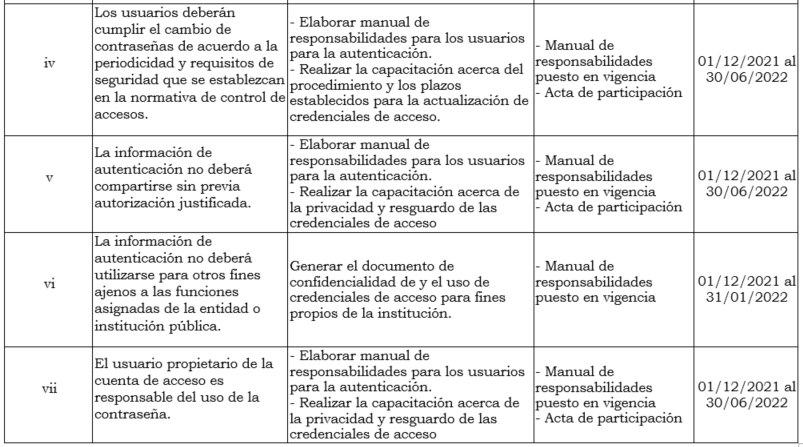 iv
Los usuarios deberán
cumplir el cambio de
contraseñas de acuerdo a la
periodicidad y requisitos de
seguridad que se establezcan
en la normativa de control de
accesos.
- Elaborar manual de
responsabilidades para los usuarios
para la autenticación.
- Realizar la capacitación acerca del
procedimiento y los plazos
establecidos para la actualización de
credenciales de acceso.
- Manual de
responsabilidades
puesto en vigencia
- Acta de participación
01/12/2021 al
30/06/2022
v
La información de
autenticación no deberá
compartirse sin previa
autorización justificada.
- Elaborar manual de
responsabilidades para los usuarios
para la autenticación.
- Realizar la capacitación acerca de
la privacidad y resguardo de las
credenciales de acceso
- Manual de
responsabilidades
puesto en vigencia
- Acta de participación
01/12/2021 al
30/06/2022
vi
La información de
autenticación no deberá
utilizarse para otros fines
ajenos a las funciones
asignadas de la entidad o
institución pública.
Generar el documento de
confidencialidad de y el uso de
credenciales de acceso para fines
propios de la institución.
- Manual de
responsabilidades
puesto en vigencia
01/12/2021 al
31/01/2022
vii
El usuario propietario de la
cuenta de acceso es
responsable del uso de la
contraseña.
- Elaborar manual de
responsabilidades para los usuarios
para la autenticación.
- Realizar la capacitación acerca de
la privacidad y resguardo de las
credenciales de acceso
- Manual de
responsabilidades
puesto en vigencia
- Acta de participación
01/12/2021 al
30/06/2022